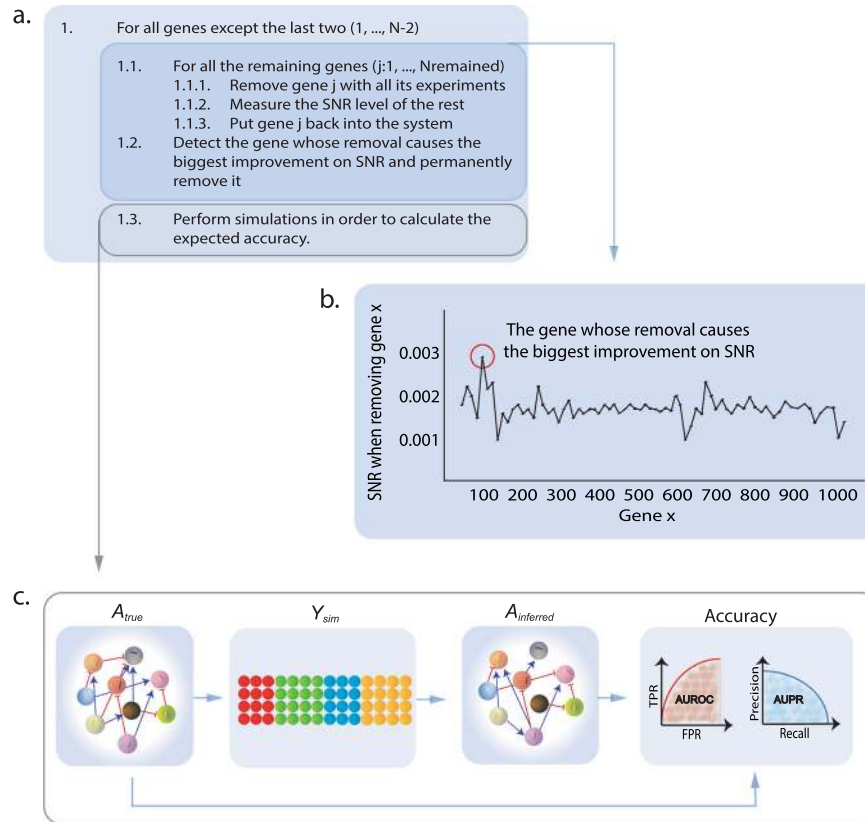 a.
1. For all genes except the last two (1, ..., N-2)
1.1. For all the remaining genes (j:1, ..., Nremained)
1.1.1. Remove gene j with all its experiments
1.1.2. Measure the SNR level of the rest
1.1.3. Put gene j back into the system
1.2. Detect the gene whose removal causes the
biggest improvement on SNR and permanently
remove it
1.3. Perform simulations in order to calculate the
expected accuracy.
b.
SNR when removing gene x
The gene whose removal causes
the biggest improvement on SNR
0.003
0.002
0.001
100 200 300 400 500 600 700 800 900 1000
Gene x
c.
A_true
Y_sim
A_inferred
Accuracy
TPR
AUROC
FPR
Precision
AUPR
Recall